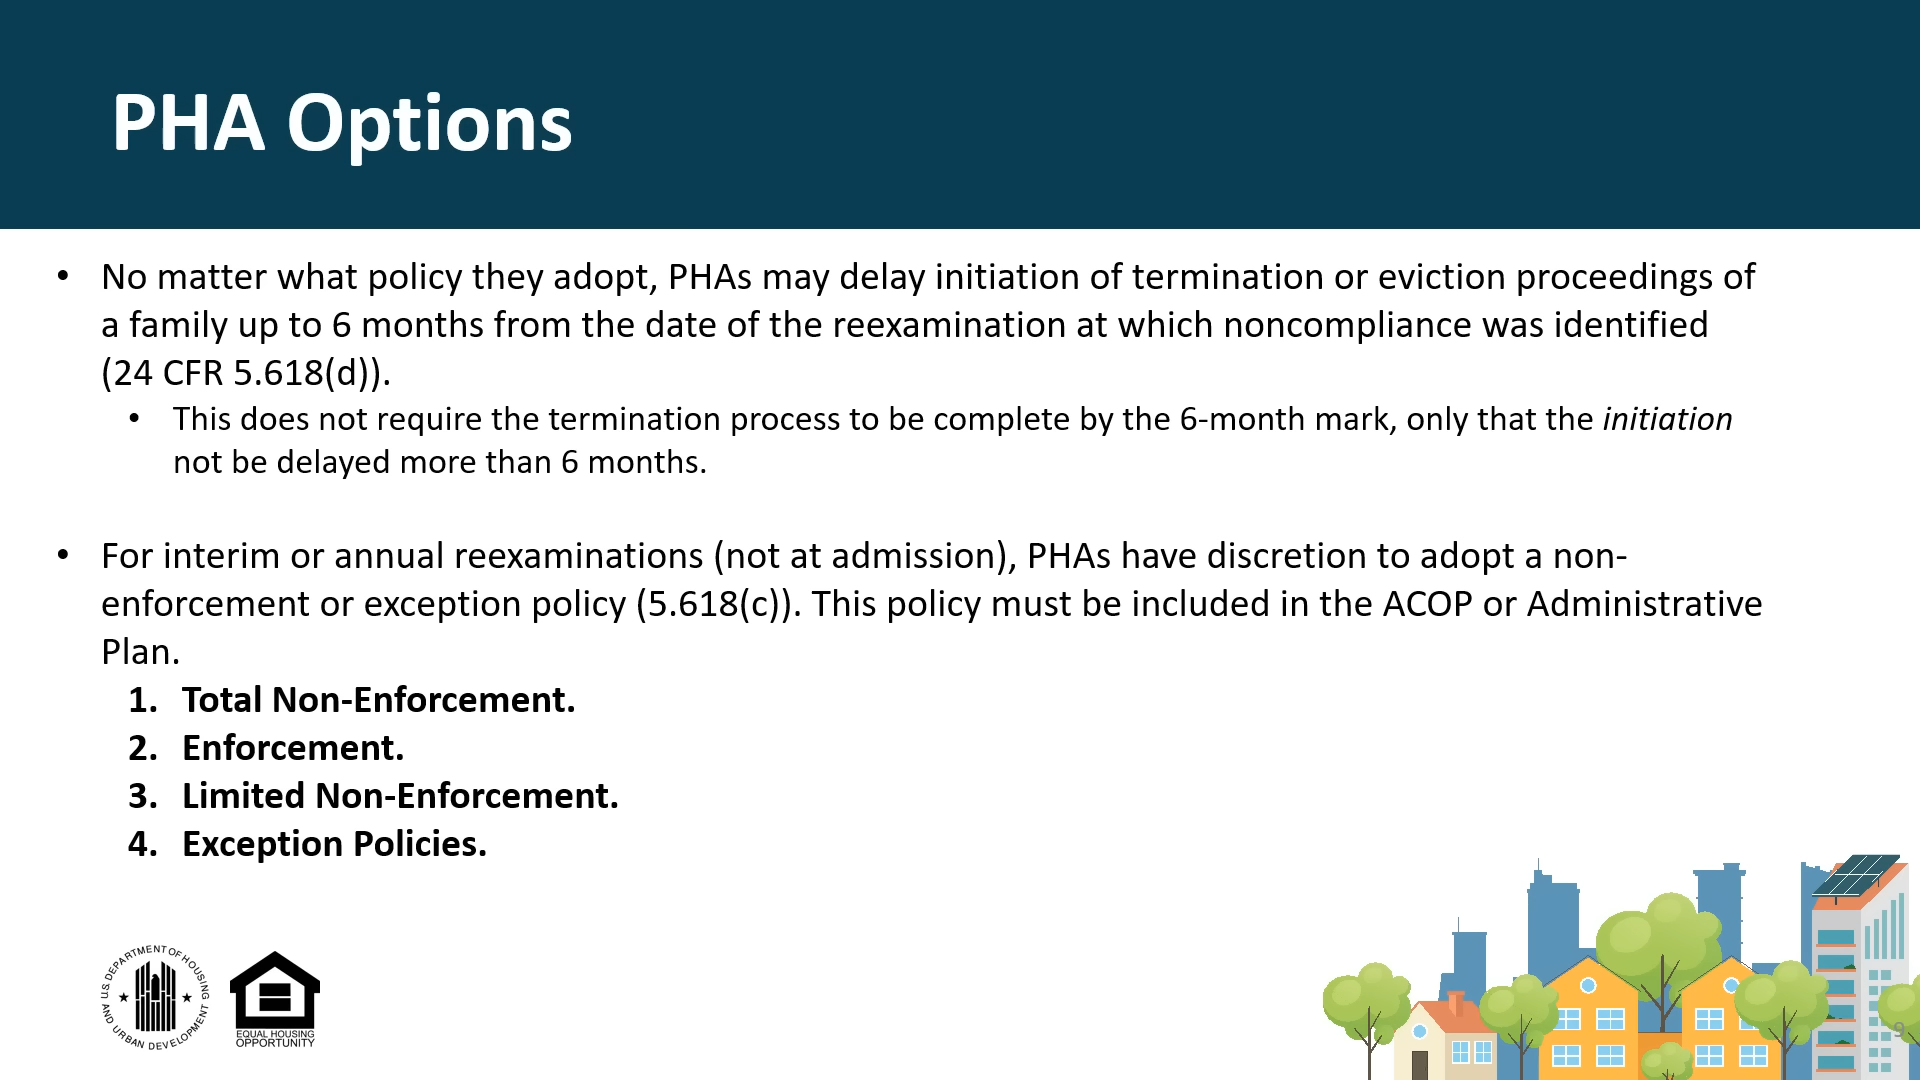 PHA Options
• No matter what policy they adopt, PHAs may delay initiation of termination or eviction proceedings of
a family up to 6 months from the date of the reexamination at which noncompliance was identified
(24 CFR 5.618(d)).
• This does not require the termination process to be complete by the 6-month mark, only that the initiation
not be delayed more than 6 months.
• For interim or annual reexaminations (not at admission), PHAs have discretion to adopt a non-
enforcement or exception policy (5.618(c)). This policy must be included in the ACOP or Administrative
Plan.
1. Total Non-Enforcement.
2. Enforcement.
3. Limited Non-Enforcement.
4. Exception Policies.
U.S. DEPARTMENT OF HOUSING
AND URBAN DEVELOPMENT
EQUAL HOUSING
OPPORTUNITY
9